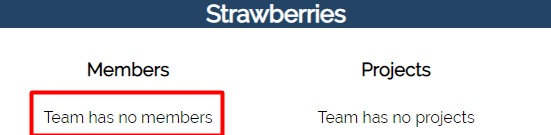 Strawberries
Members Projects
Team has no members Team has no projects